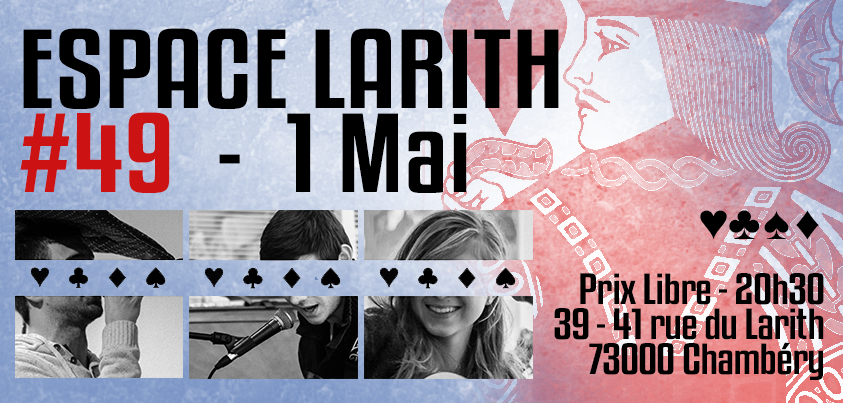 ESPACE LARITH
#49 - 1 Mai
Prix Libre - 20h30
39 - 41 rue du Larith
73000 Chambéry